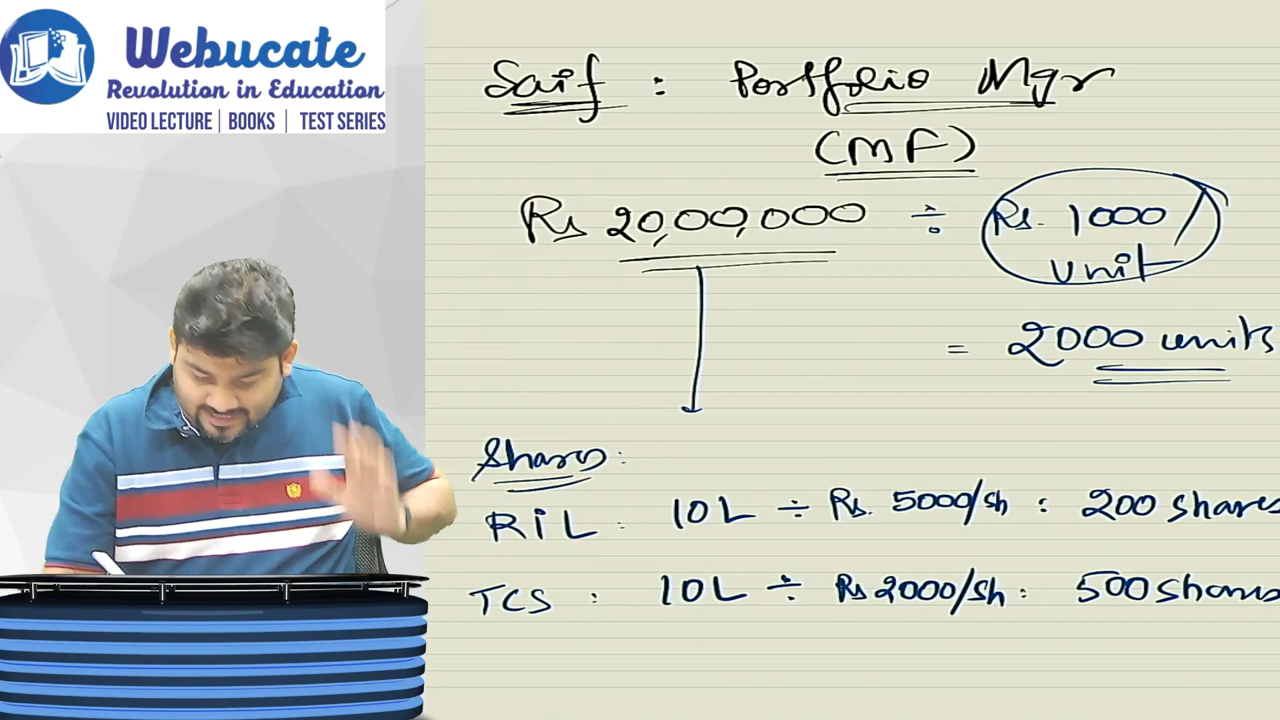 Webucate
Revolution in Education
VIDEO LECTURE | BOOKS | TEST SERIES
Saif : Portfolio Mgr
(MF)
Rs 20,00,000 ÷ Rs. 1000/
unit
= 2000 units
Shares :
RiL : 10L ÷ Rs. 5000/sh : 200 shares
TCS : 10L ÷ Rs 2000/sh : 500 shares